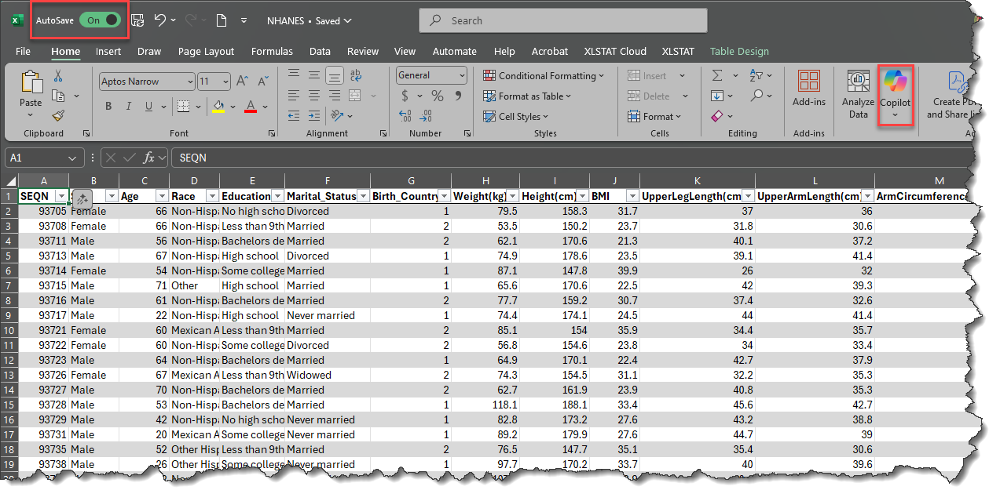 AutoSave On NHANES • Saved Search
File Home Insert Draw Page Layout Formulas Data Review View Automate Help Acrobat XLSTAT Cloud XLSTAT Table Design
Aptos Narrow 11 General Conditional Formatting Insert
Paste Format as Table Delete Add-ins Analyze Data Copilot Create PD and Share li
B I U A $ % Cell Styles Format
Clipboard Font Alignment Number Styles Cells Editing Add-ins
A1 fx SEQN
A B C D E F G H I J K L M
1 SEQN Age Race Education Marital_Status Birth_Country Weight(kg) Height(cm) BMI UpperLegLength(cm UpperArmLength(cm) ArmCircumference
2 93705 Female 66 Non-Hispa No high scho Divorced 1 79.5 158.3 31.7 37 36
3 93708 Female 66 Non-Hispa Less than 9th Married 2 53.5 150.2 23.7 31.8 30.6
4 93711 Male 56 Non-Hispa Bachelors de Married 2 62.1 170.6 21.3 40.1 37.2
5 93713 Male 67 Non-Hispa High school Divorced 1 74.9 178.6 23.5 39.1 41.4
6 93714 Female 54 Non-Hispa Some college Married 1 87.1 147.8 39.9 26 32
7 93715 Male 71 Other High school Married 1 65.6 170.6 22.5 42 39.3
8 93716 Male 61 Non-Hispa Bachelors de Married 2 77.7 159.2 30.7 37.4 32.6
9 93717 Male 22 Non-Hispa High school Never married 1 74.4 174.1 24.5 44 41.4
10 93721 Female 60 Mexican A Less than 9th Married 2 85.1 154 35.9 34.4 35.7
11 93722 Female 60 Non-Hispa Some college Divorced 2 56.8 154.6 23.8 34 33.4
12 93723 Male 64 Non-Hispa Bachelors de Married 1 64.9 170.1 22.4 42.7 37.9
13 93726 Female 67 Mexican A Less than 9th Widowed 2 74.3 154.5 31.1 32.2 35.3
14 93727 Male 70 Non-Hispa Bachelors de Married 2 62.7 161.9 23.9 40.8 35.3
15 93728 Male 53 Non-Hispa Bachelors de Married 1 118.1 188.1 33.4 45.6 42.7
16 93729 Male 42 Non-Hispa No high scho Never married 1 82.8 173.2 27.6 43.2 38.8
17 93731 Male 20 Mexican A Some college Never married 1 89.2 179.9 27.6 44.7 39
18 93735 Male 52 Other Hisp Less than 9th Married 2 76.5 147.7 35.1 35.4 30.6
19 93738 Male 26 Other Hisp Some college Never married 1 97.7 170.2 33.7 40 39.6